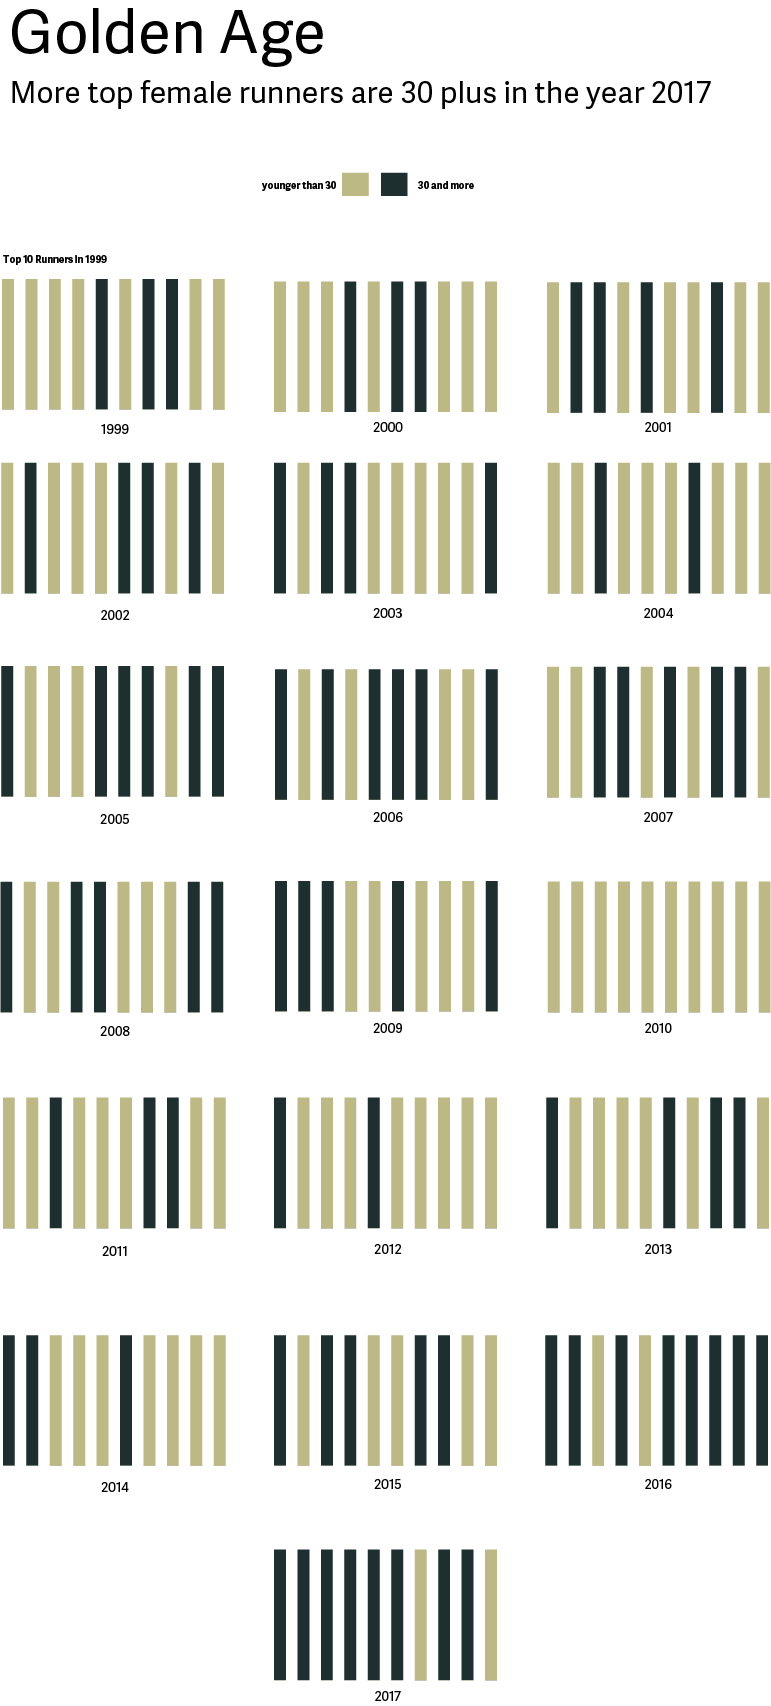 Golden Age
More top female runners are 30 plus in the year 2017
younger than 30 30 and more
Top 10 Runners in 1999
1999 2000 2001
2002 2003 2004
2005 2006 2007
2008 2009 2010
2011 2012 2013
2014 2015 2016
2017